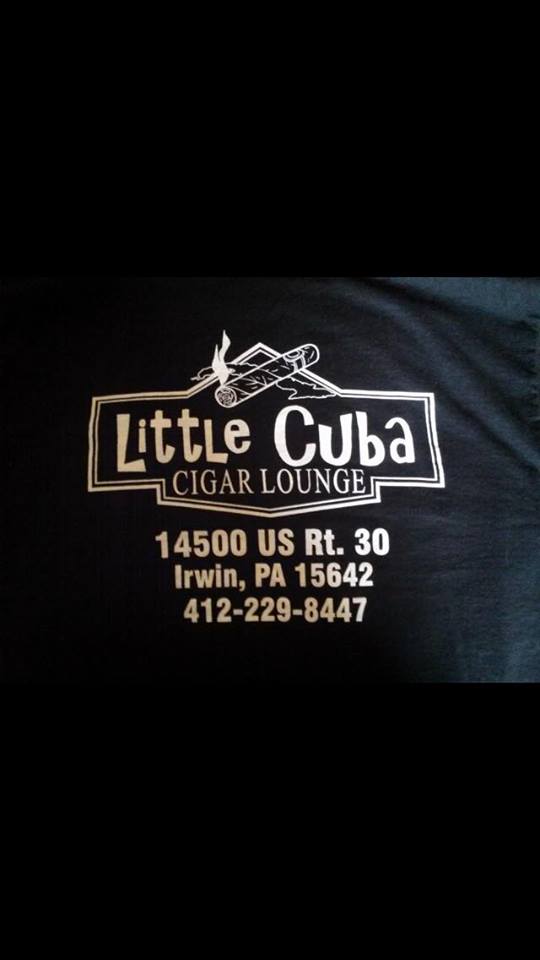 Little Cuba
CIGAR LOUNGE
14500 US Rt. 30
Irwin, PA 15642
412-229-8447